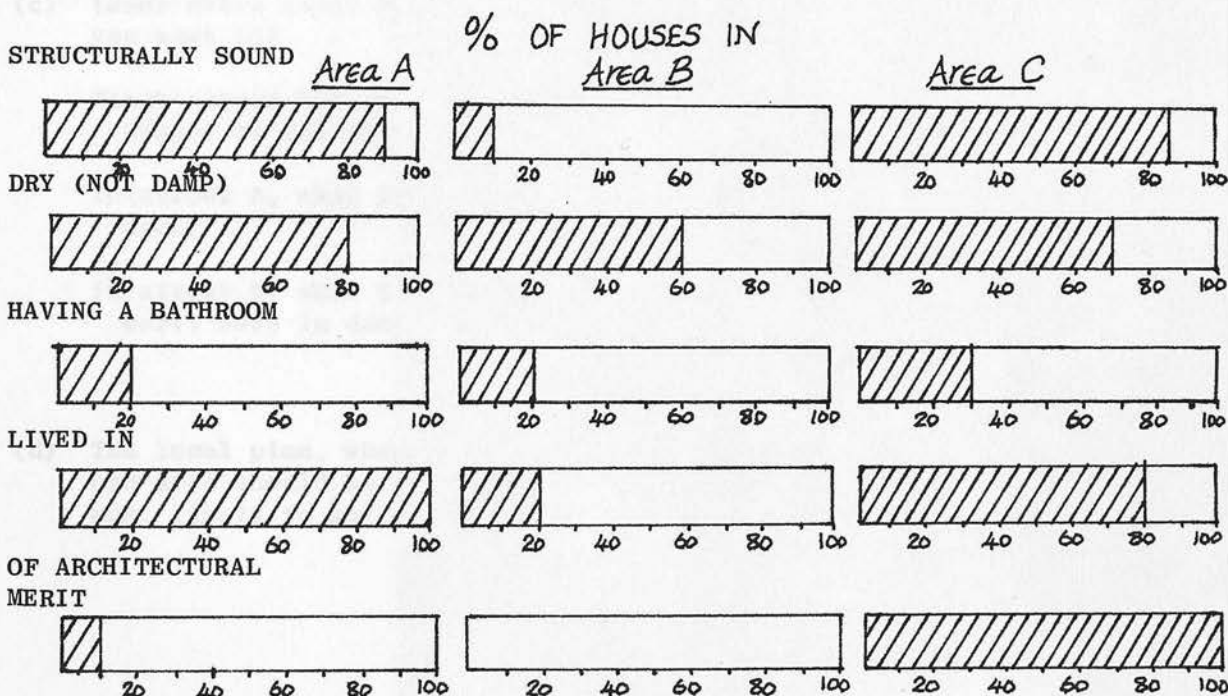 % OF HOUSES IN
STRUCTURALLY SOUND
Area A Area B Area C
20 40 60 80 100 20 40 60 80 100 20 40 60 80 100
DRY (NOT DAMP)
20 40 60 80 100 20 40 60 80 100 20 40 60 80 100
HAVING A BATHROOM
20 40 60 80 100 20 40 60 80 100 20 40 60 80 100
LIVED IN
20 40 60 80 100 20 40 60 80 100 20 40 60 80 100
OF ARCHITECTURAL
MERIT
20 40 60 80 100 20 40 60 80 100 20 40 60 80 100